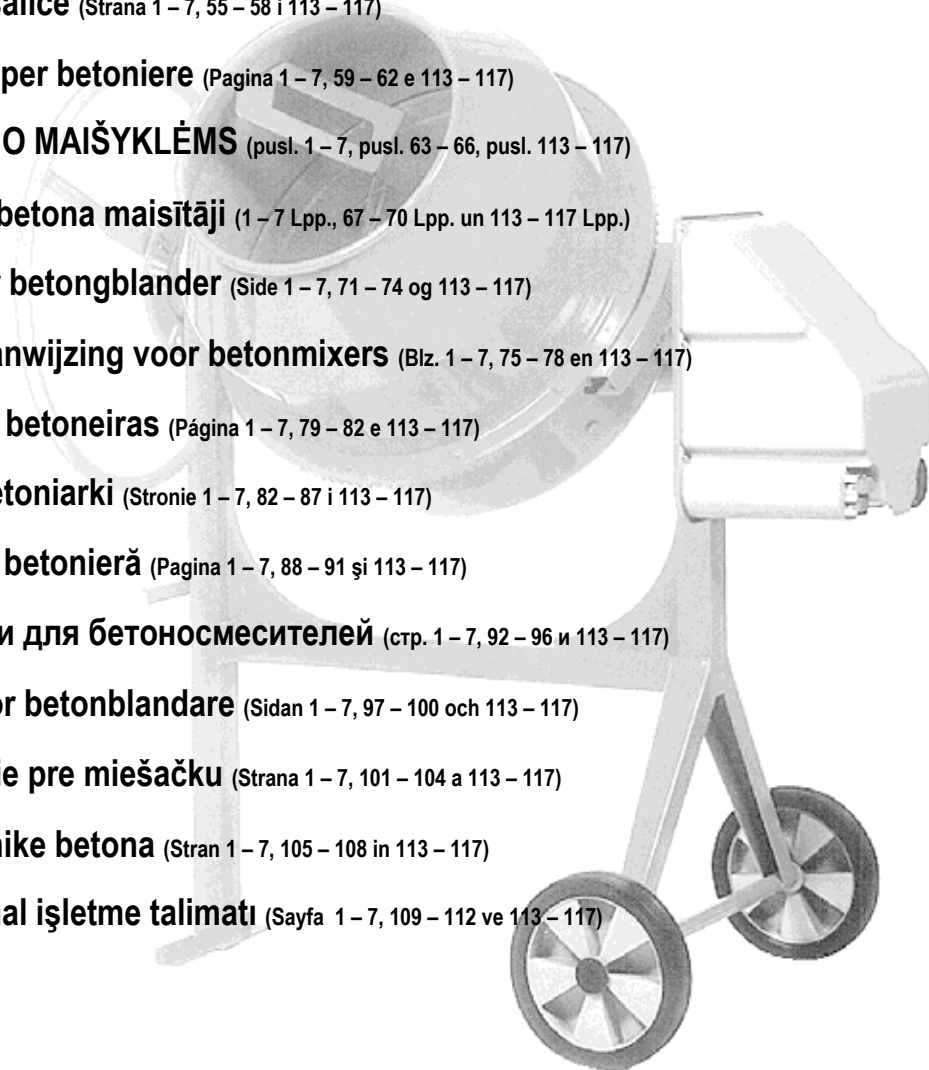 šalice (Strana 1 – 7, 55 – 58 i 113 – 117)
per betoniere (Pagina 1 – 7, 59 – 62 e 113 – 117)
O MAIŠYKLĖMS (pusl. 1 – 7, pusl. 63 – 66, pusl. 113 – 117)
betona maisītāji (1 – 7 Lpp., 67 – 70 Lpp. un 113 – 117 Lpp.)
betongblander (Side 1 – 7, 71 – 74 og 113 – 117)
anwijzing voor betonmixers (Blz. 1 – 7, 75 – 78 en 113 – 117)
betoneiras (Página 1 – 7, 79 – 82 e 113 – 117)
etoniarki (Stronie 1 – 7, 82 – 87 i 113 – 117)
betonieră (Pagina 1 – 7, 88 – 91 şi 113 – 117)
и для бетоносмесителей (стр. 1 – 7, 92 – 96 и 113 – 117)
or betonblandare (Sidan 1 – 7, 97 – 100 och 113 – 117)
ie pre miešačku (Strana 1 – 7, 101 – 104 a 113 – 117)
nike betona (Stran 1 – 7, 105 – 108 in 113 – 117)
nal işletme talimatı (Sayfa 1 – 7, 109 – 112 ve 113 – 117)